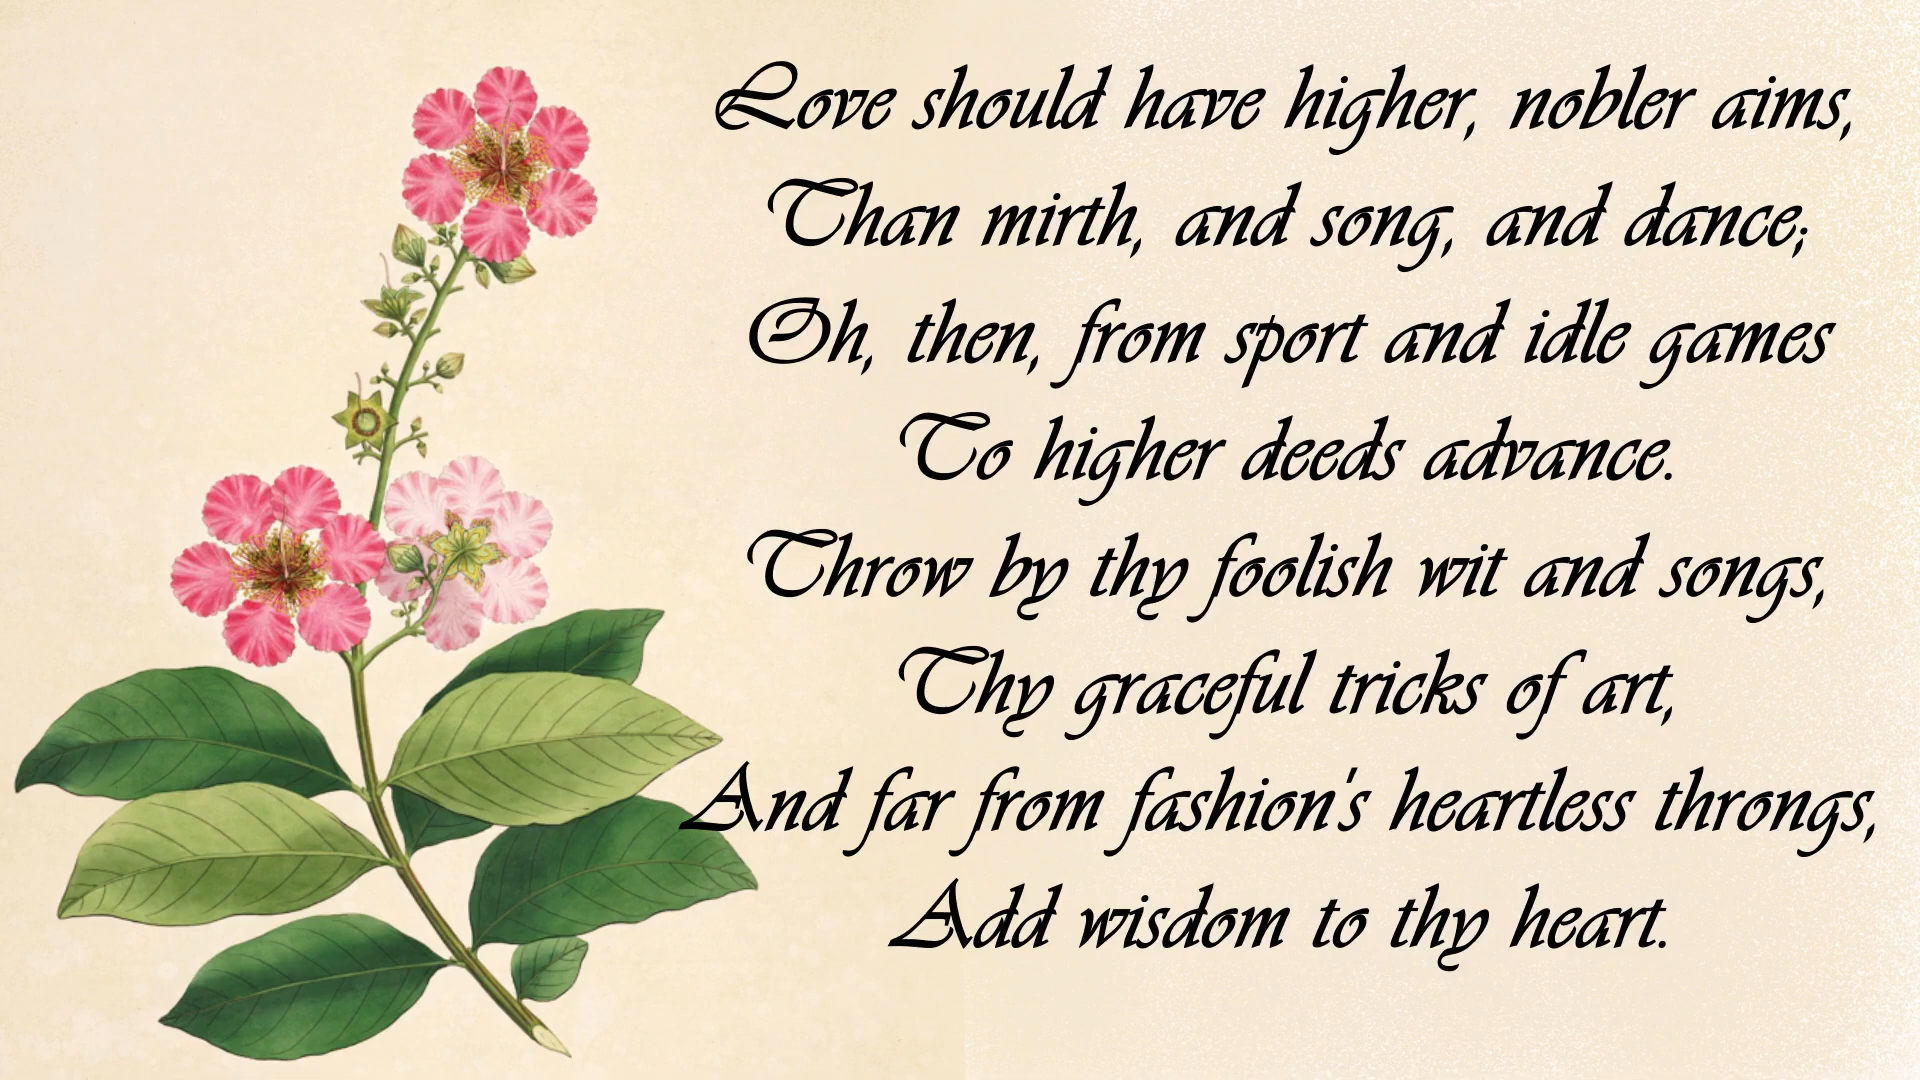 Love should have higher, nobler aims,
Than mirth, and song, and dance;
Oh, then, from sport and idle games
To higher deeds advance.
Throw by thy foolish wit and songs,
Thy graceful tricks of art,
And far from fashion's heartless throngs,
Add wisdom to thy heart.